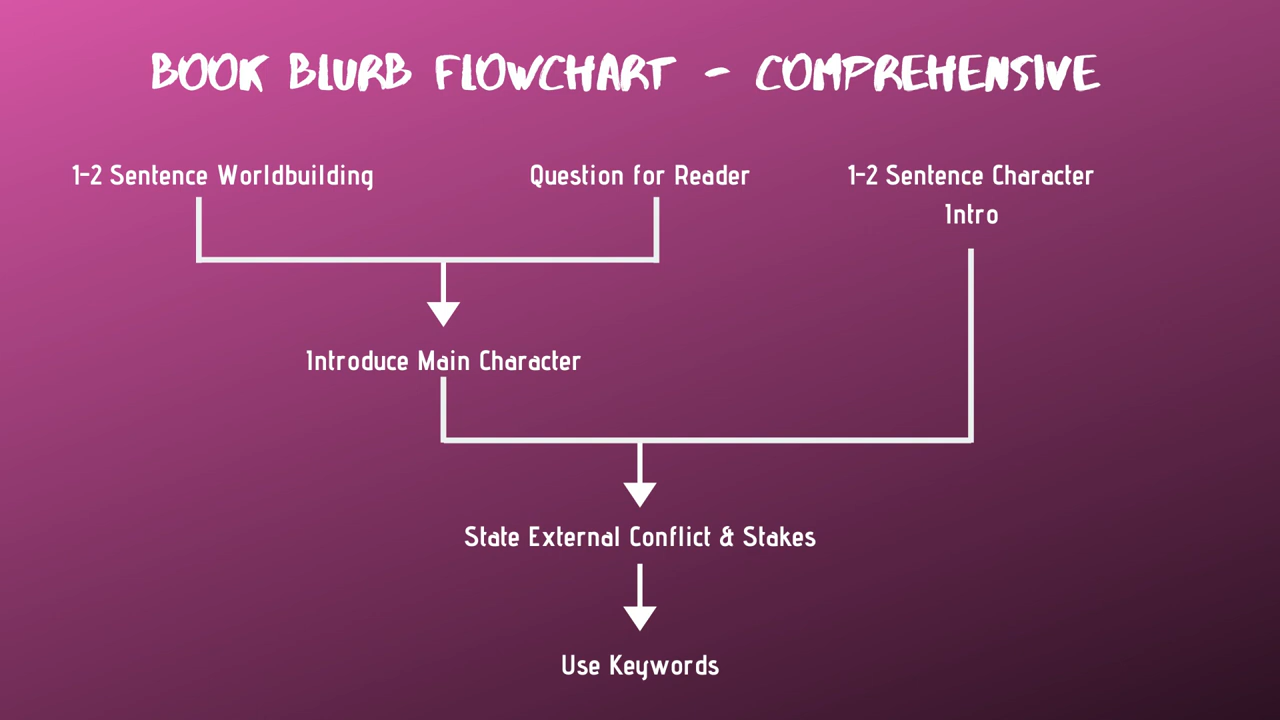 BOOK BLURB FLOWCHART - COMPREHENSIVE
1-2 Sentence Worldbuilding
Question for Reader
1-2 Sentence Character
Intro
Introduce Main Character
State External Conflict & Stakes
Use Keywords